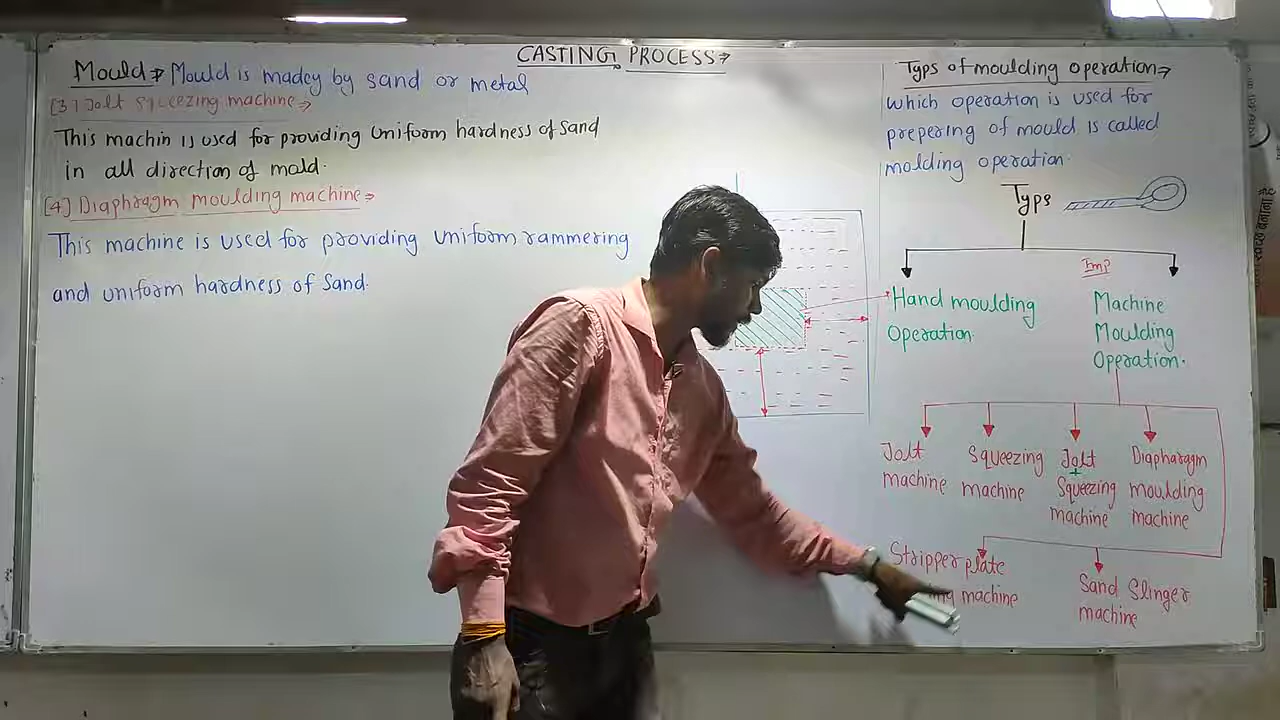 CASTING PROCESS
Mould Mould is madey by sand or metal
[3] Jolt Squeezing machine
This machin is used for providing Uniform hardness of Sand
in all direction of mold.
[4] Diaphragm moulding machine
This machine is used for providing uniform rammering
and uniform hardness of Sand.
Typs of moulding operation
which operation is used for
prepering of mould is called
molding operation.
Typs
Imp
Hand moulding
Operation.
Machine
Moulding
Operation.
Jolt
machine
Squeezing
machine
Jolt
+
Squeezing
machine
Diapharagm
moulding
machine
Stripper plate
machine
Sand Slinger
machine